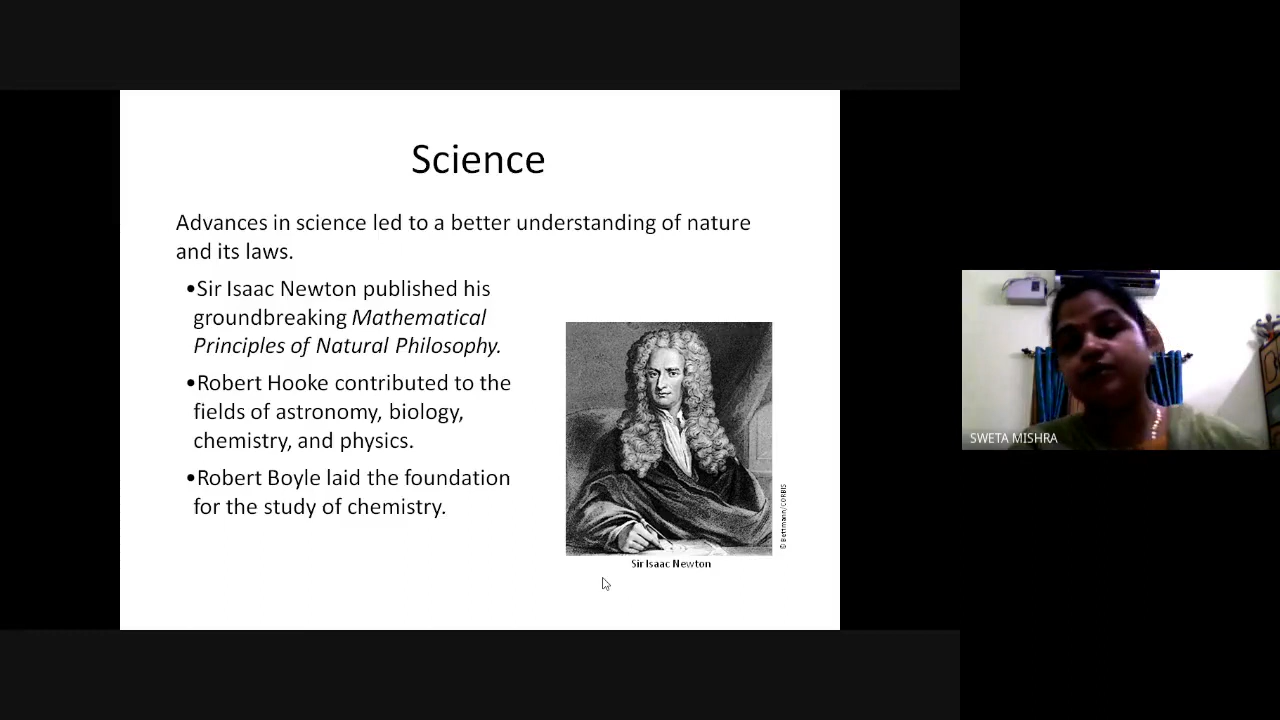 Science
Advances in science led to a better understanding of nature
and its laws.
•Sir Isaac Newton published his
groundbreaking Mathematical
Principles of Natural Philosophy.
•Robert Hooke contributed to the
fields of astronomy, biology,
chemistry, and physics.
•Robert Boyle laid the foundation
for the study of chemistry.
© Bettmann/CORBIS
Sir Isaac Newton
SWETA MISHRA